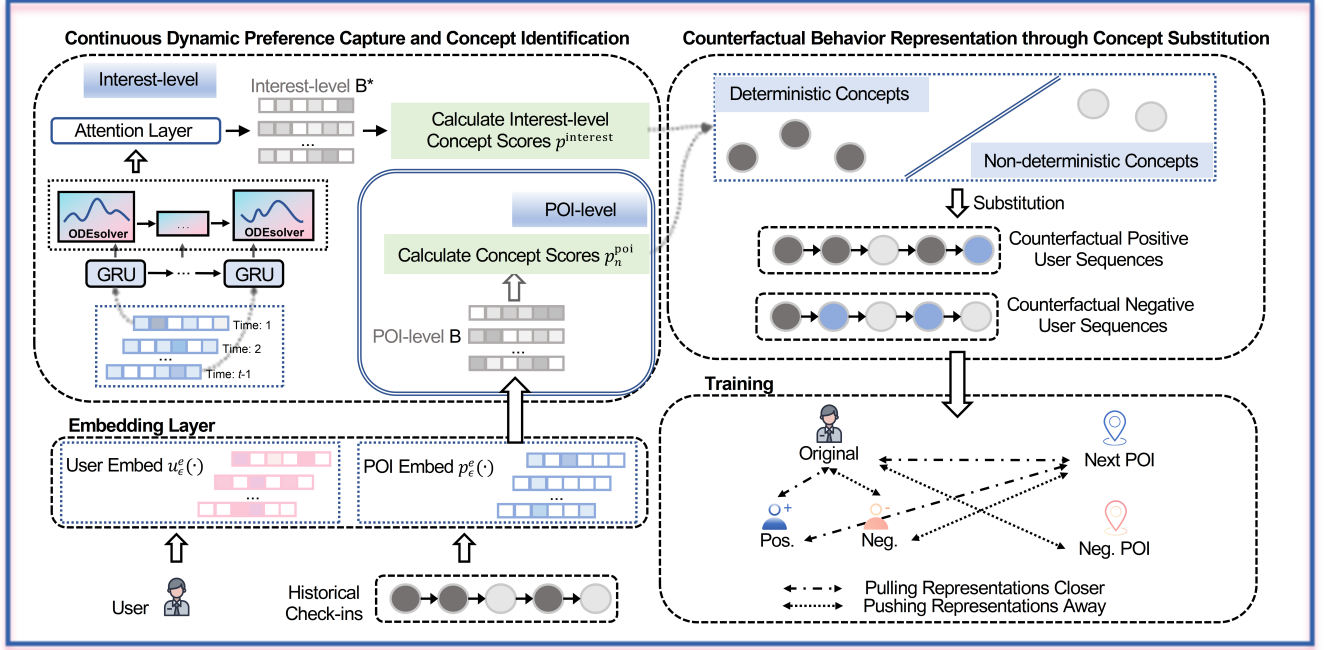 Continuous Dynamic Preference Capture and Concept Identification
Interest-level
Interest-level B*
Attention Layer
...
Calculate Interest-level
Concept Scores p^interest
ODEsolver
...
ODEsolver
GRU
...
GRU
Time: 1
Time: 2
...
Time: t-1
POI-level
Calculate Concept Scores p_n^poi
POI-level B
...
Embedding Layer
User Embed u_ϵ^e(·)
...
POI Embed p_ϵ^e(·)
...
User
Historical
Check-ins
Counterfactual Behavior Representation through Concept Substitution
Deterministic Concepts
Non-deterministic Concepts
Substitution
Counterfactual Positive
User Sequences
Counterfactual Negative
User Sequences
Training
Original
Next POI
+
-
Pos.
Neg.
Neg. POI
Pulling Representations Closer
Pushing Representations Away